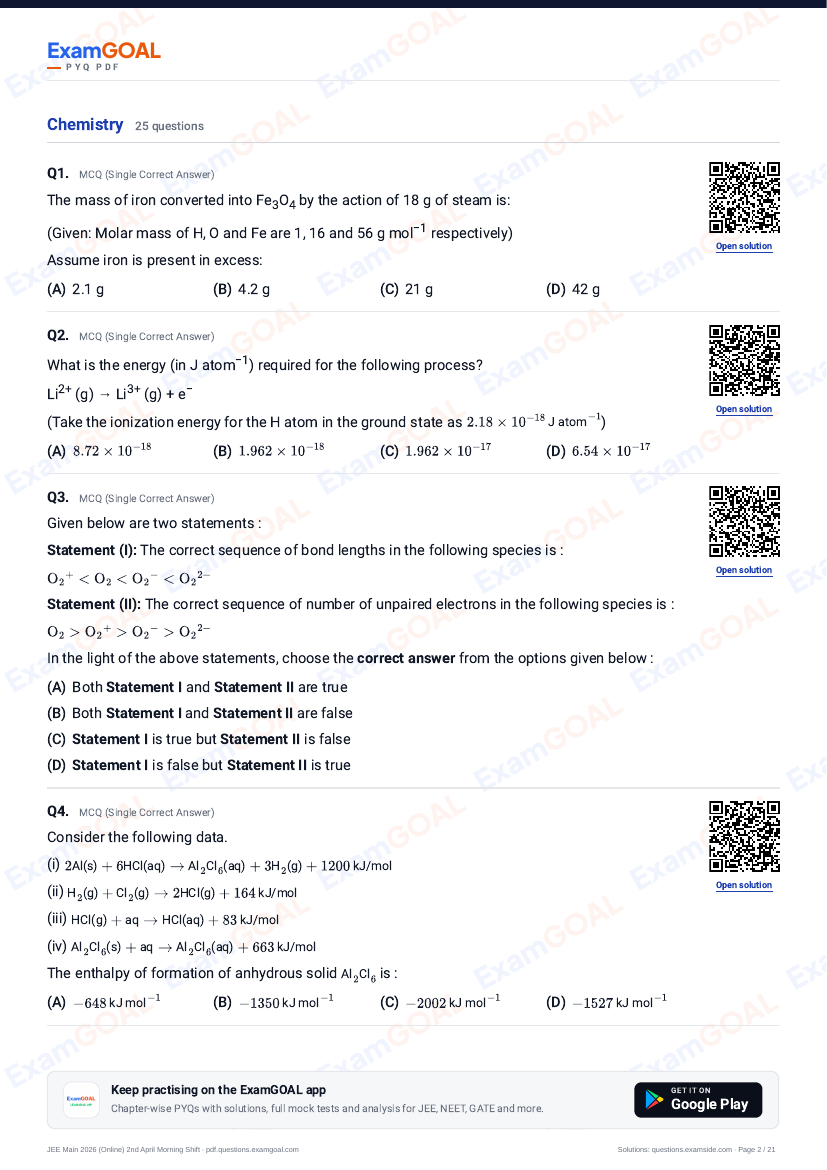 ExamGOAL
PYQ PDF
Chemistry 25 questions
Q1. MCQ (Single Correct Answer)
The mass of iron converted into Fe₃O₄ by the action of 18 g of steam is:
(Given: Molar mass of H, O and Fe are 1, 16 and 56 g mol⁻¹ respectively)
Open solution
Assume iron is present in excess:
(A) 2.1 g (B) 4.2 g (C) 21 g (D) 42 g
Q2. MCQ (Single Correct Answer)
What is the energy (in J atom⁻¹) required for the following process?
Li²⁺ (g) → Li³⁺ (g) + e⁻
Open solution
(Take the ionization energy for the H atom in the ground state as 2.18 × 10⁻¹⁸ J atom⁻¹)
(A) 8.72 × 10⁻¹⁸ (B) 1.962 × 10⁻¹⁸ (C) 1.962 × 10⁻¹⁷ (D) 6.54 × 10⁻¹⁷
Q3. MCQ (Single Correct Answer)
Given below are two statements :
Statement (I): The correct sequence of bond lengths in the following species is :
Open solution
O₂⁺ < O₂ < O₂⁻ < O₂²⁻
Statement (II): The correct sequence of number of unpaired electrons in the following species is :
O₂ > O₂⁺ > O₂⁻ > O₂²⁻
In the light of the above statements, choose the correct answer from the options given below :
(A) Both Statement I and Statement II are true
(B) Both Statement I and Statement II are false
(C) Statement I is true but Statement II is false
(D) Statement I is false but Statement II is true
Q4. MCQ (Single Correct Answer)
Consider the following data.
(i) 2Al(s) + 6HCl(aq) → Al₂Cl₆(aq) + 3H₂(g) + 1200 kJ/mol
Open solution
(ii) H₂(g) + Cl₂(g) → 2HCl(g) + 164 kJ/mol
(iii) HCl(g) + aq → HCl(aq) + 83 kJ/mol
(iv) Al₂Cl₆(s) + aq → Al₂Cl₆(aq) + 663 kJ/mol
The enthalpy of formation of anhydrous solid Al₂Cl₆ is :
(A) −648 kJ mol⁻¹ (B) −1350 kJ mol⁻¹ (C) −2002 kJ mol⁻¹ (D) −1527 kJ mol⁻¹
ExamGOAL
Keep practising on the ExamGOAL app
Chapter-wise PYQs with solutions, full mock tests and analysis for JEE, NEET, GATE and more.
GET IT ON
Google Play
JEE Main 2026 (Online) 2nd April Morning Shift · pdf.questions.examgoal.com
Solutions: questions.examside.com · Page 2 / 21